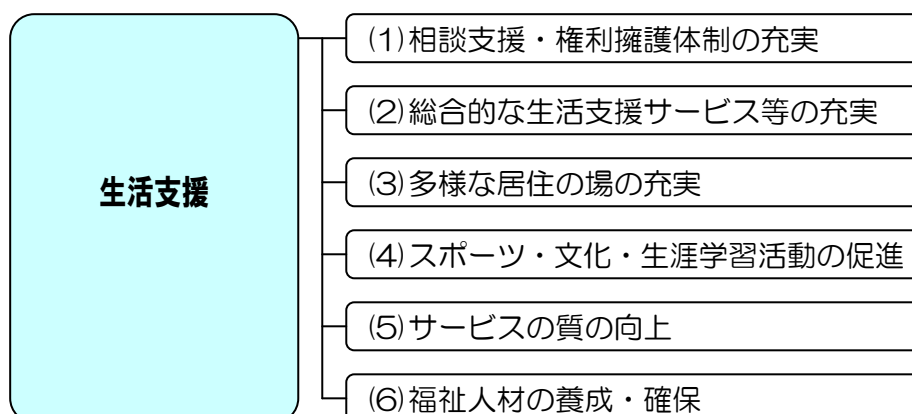 生活支援
(1)相談支援・権利擁護体制の充実
(2)総合的な生活支援サービス等の充実
(3)多様な居住の場の充実
(4)スポーツ・文化・生涯学習活動の促進
(5)サービスの質の向上
(6)福祉人材の養成・確保